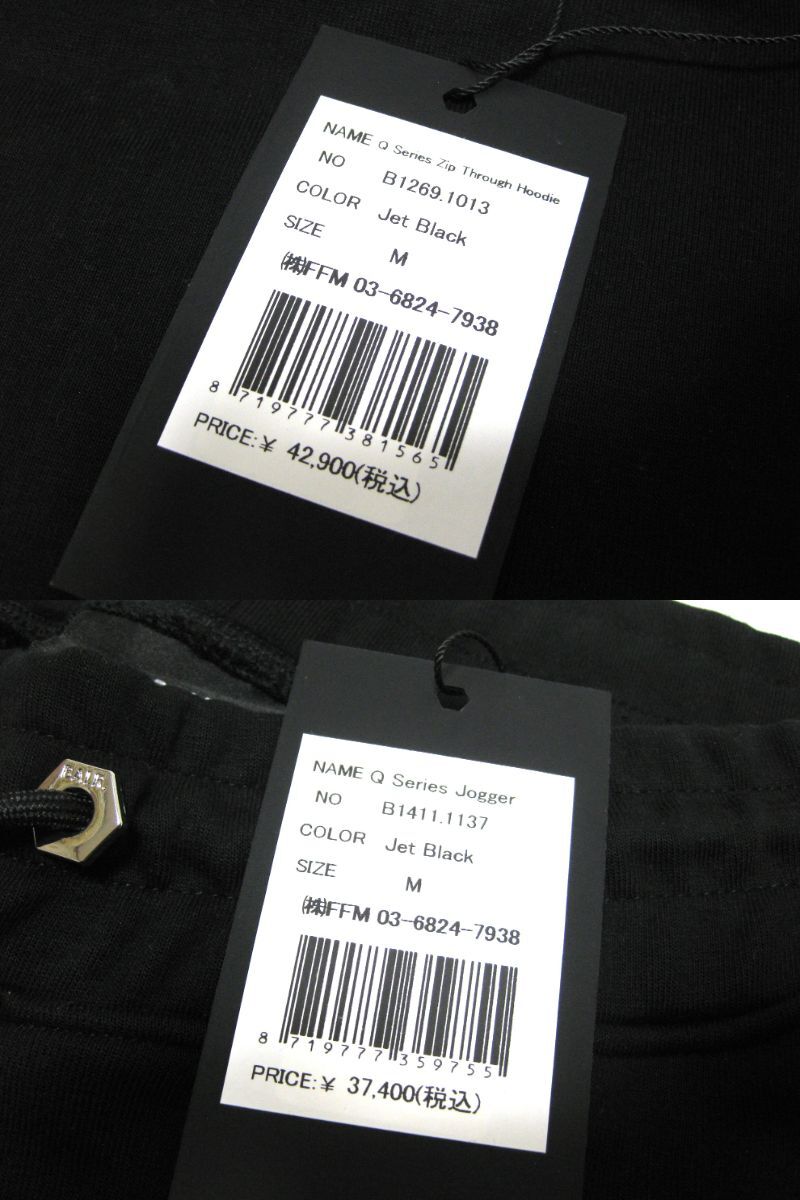 NAME Q Series Zip Through Hoodie
NO B1269.1013
COLOR Jet Black
SIZE M
㈱FFM 03-6824-7938
8 719777 381565
PRICE:¥ 42,900(税込)
NAME Q Series Jogger
NO B1411.1137
COLOR Jet Black
SIZE M
㈱FFM 03-6824-7938
8 719777 359755
PRICE:¥ 37,400(税込)